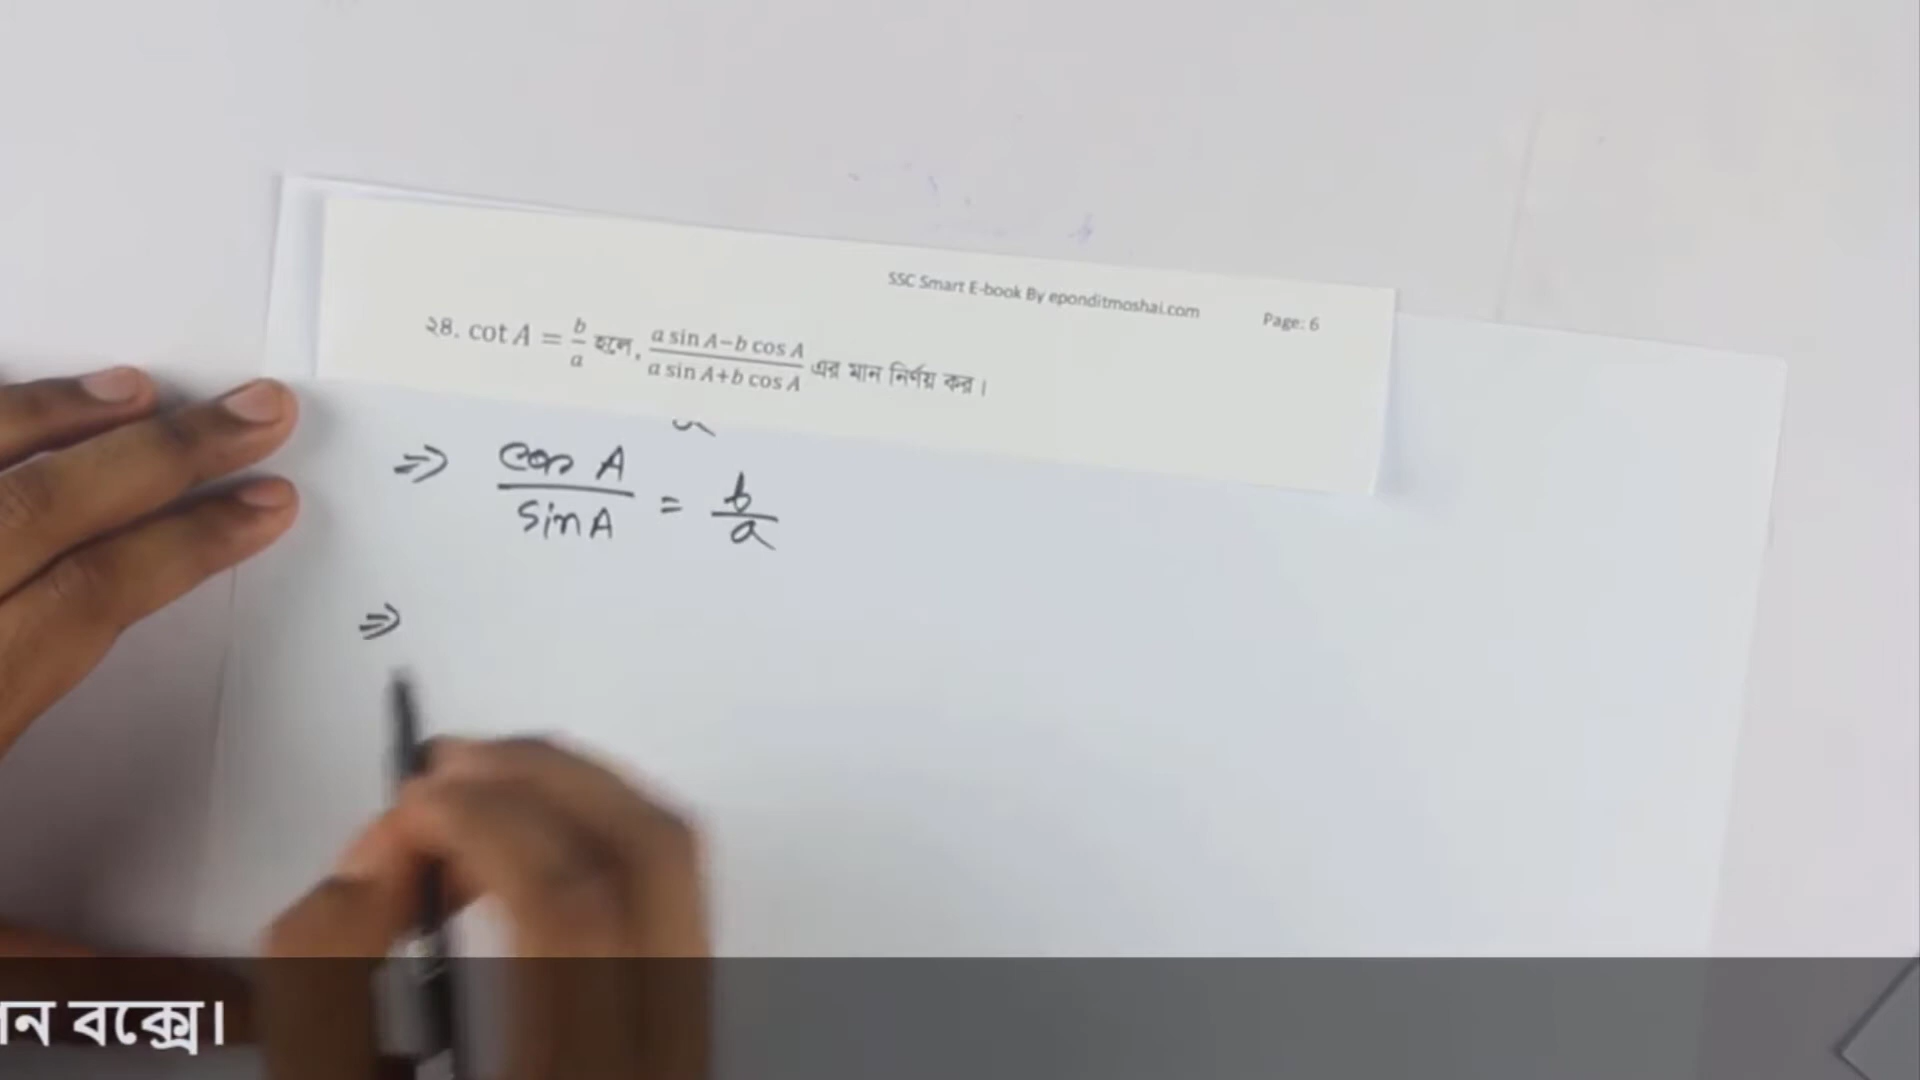 SSC Smart E-book By eponditmoshai.com Page: 6
২৪. cot A = b/a হলে, (a sin A−b cos A)/(a sin A+b cos A) এর মান নির্ণয় কর।
⇒ cos A / sin A = b/a
⇒
বক্সে।